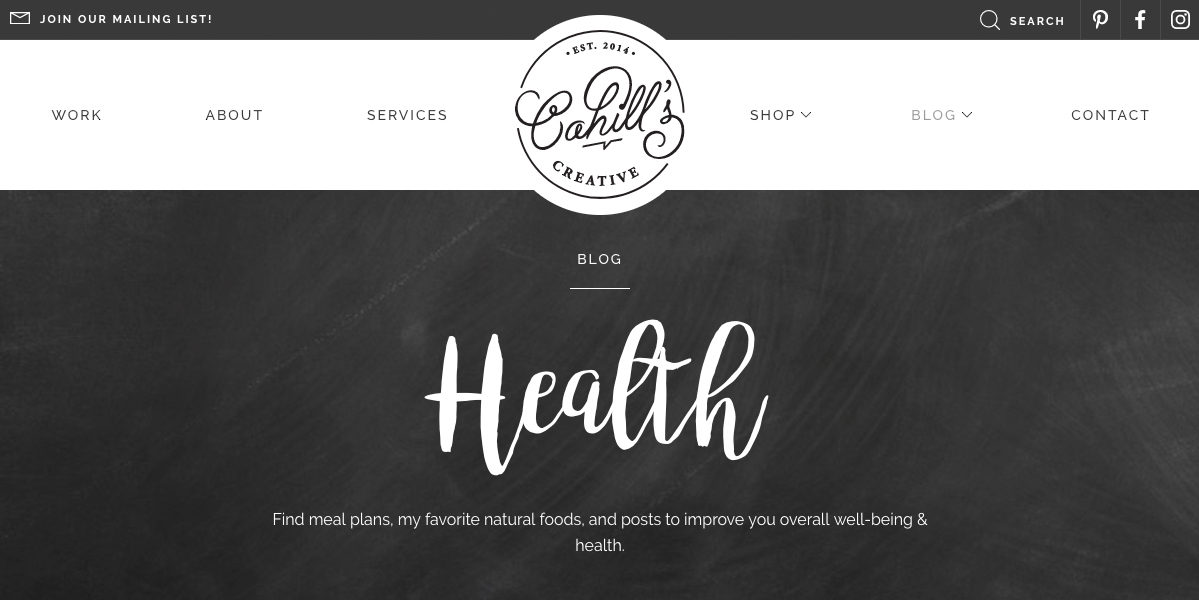 JOIN OUR MAILING LIST!
SEARCH
• EST. 2014 •
Cahill's
CREATIVE
WORK
ABOUT
SERVICES
SHOP
BLOG
CONTACT
BLOG
Health
Find meal plans, my favorite natural foods, and posts to improve you overall well-being &
health.